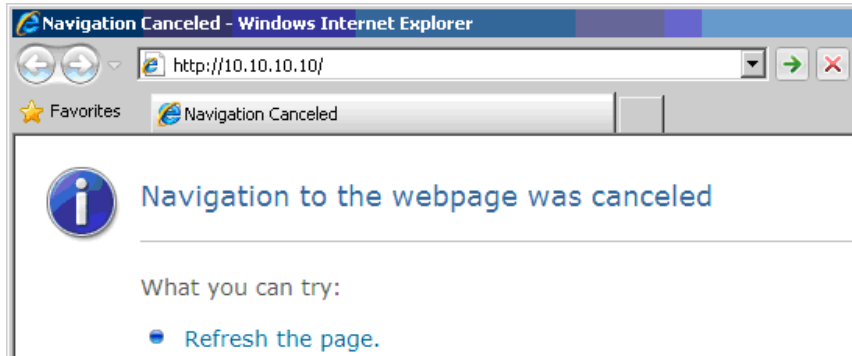 Navigation Canceled - Windows Internet Explorer
http://10.10.10.10/
Favorites
Navigation Canceled
Navigation to the webpage was canceled
What you can try:
Refresh the page.